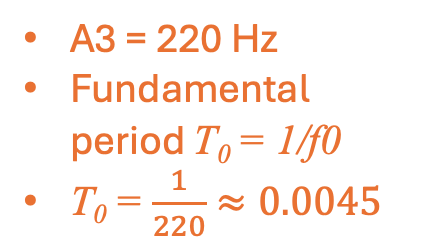 • A3 = 220 Hz
• Fundamental
period T₀ = 1/f0
• T₀ = 1/220 ≈ 0.0045